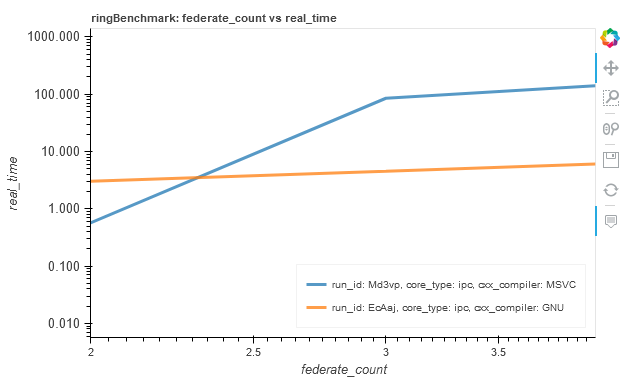 ringBenchmark: federate_count vs real_time
1000.000
100.000
10.000
1.000
0.100
0.010
real_time
2
2.5
3
3.5
federate_count
run_id: Md3vp, core_type: ipc, cxx_compiler: MSVC
run_id: EcAaj, core_type: ipc, cxx_compiler: GNU